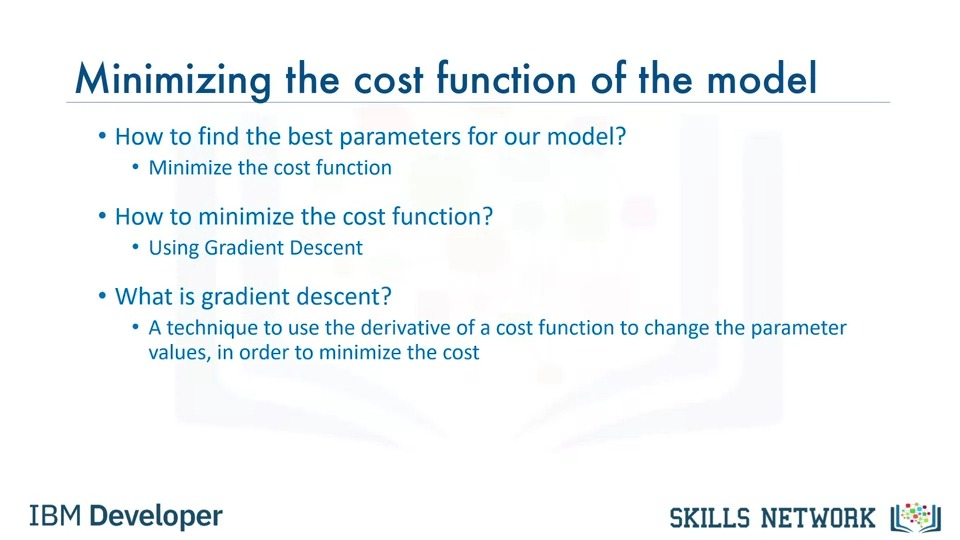 Minimizing the cost function of the model
• How to find the best parameters for our model?
• Minimize the cost function
• How to minimize the cost function?
• Using Gradient Descent
• What is gradient descent?
• A technique to use the derivative of a cost function to change the parameter
values, in order to minimize the cost
IBM Developer
SKILLS NETWORK